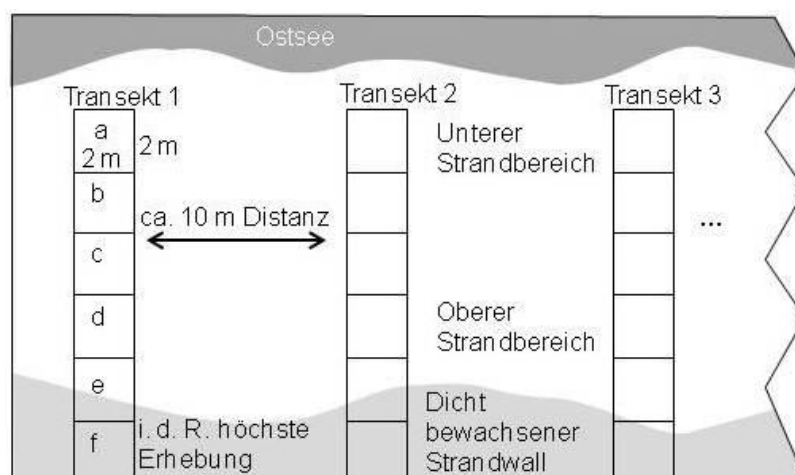 Ostsee
Transekt 1
Transekt 2
Transekt 3
a
2 m
2 m
Unterer
Strandbereich
b
ca. 10 m Distanz
...
c
d
Oberer
Strandbereich
e
f
i. d. R. höchste
Erhebung
Dicht
bewachsener
Strandwall